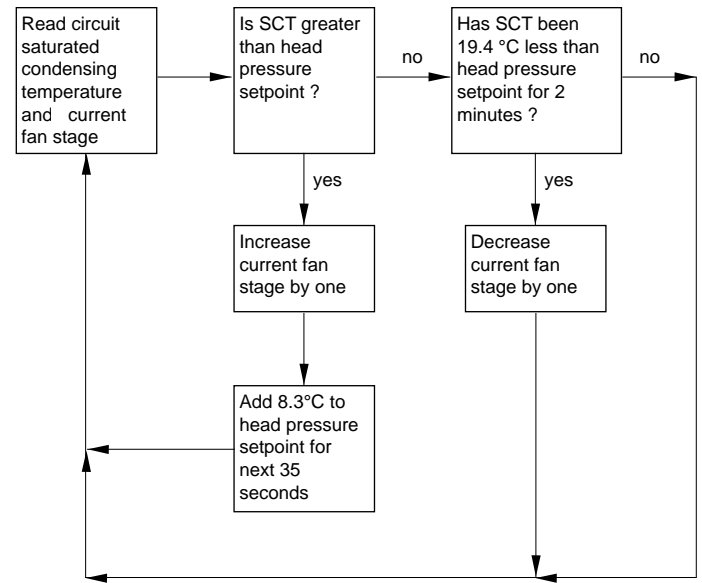 Read circuit
saturated
condensing
temperature
and current
fan stage
Is SCT greater
than head
pressure
setpoint ?
no
Has SCT been
19.4 °C less than
head pressure
setpoint for 2
minutes ?
no
yes
yes
Increase
current fan
stage by one
Decrease
current fan
stage by one
Add 8.3°C to
head pressure
setpoint for
next 35
seconds